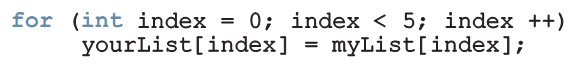 for (int index = 0; index < 5; index ++)
yourList[index] = myList[index];